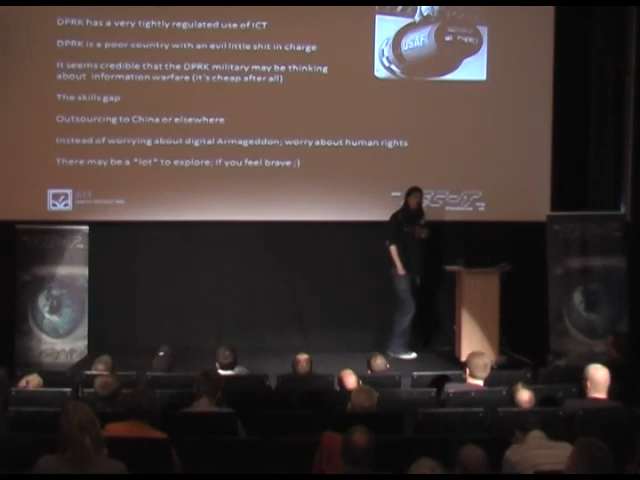 DPRK has a very tightly regulated use of ICT
DPRK is a poor country with an evil little shit in charge
It seems credible that the DPRK military may be thinking
about information warfare (it's cheap after all)
The skills gap
Outsourcing to China or elsewhere
Instead of worrying about digital Armageddon; worry about human rights
There may be a *lot* to explore; if you feel brave ;)
USAF